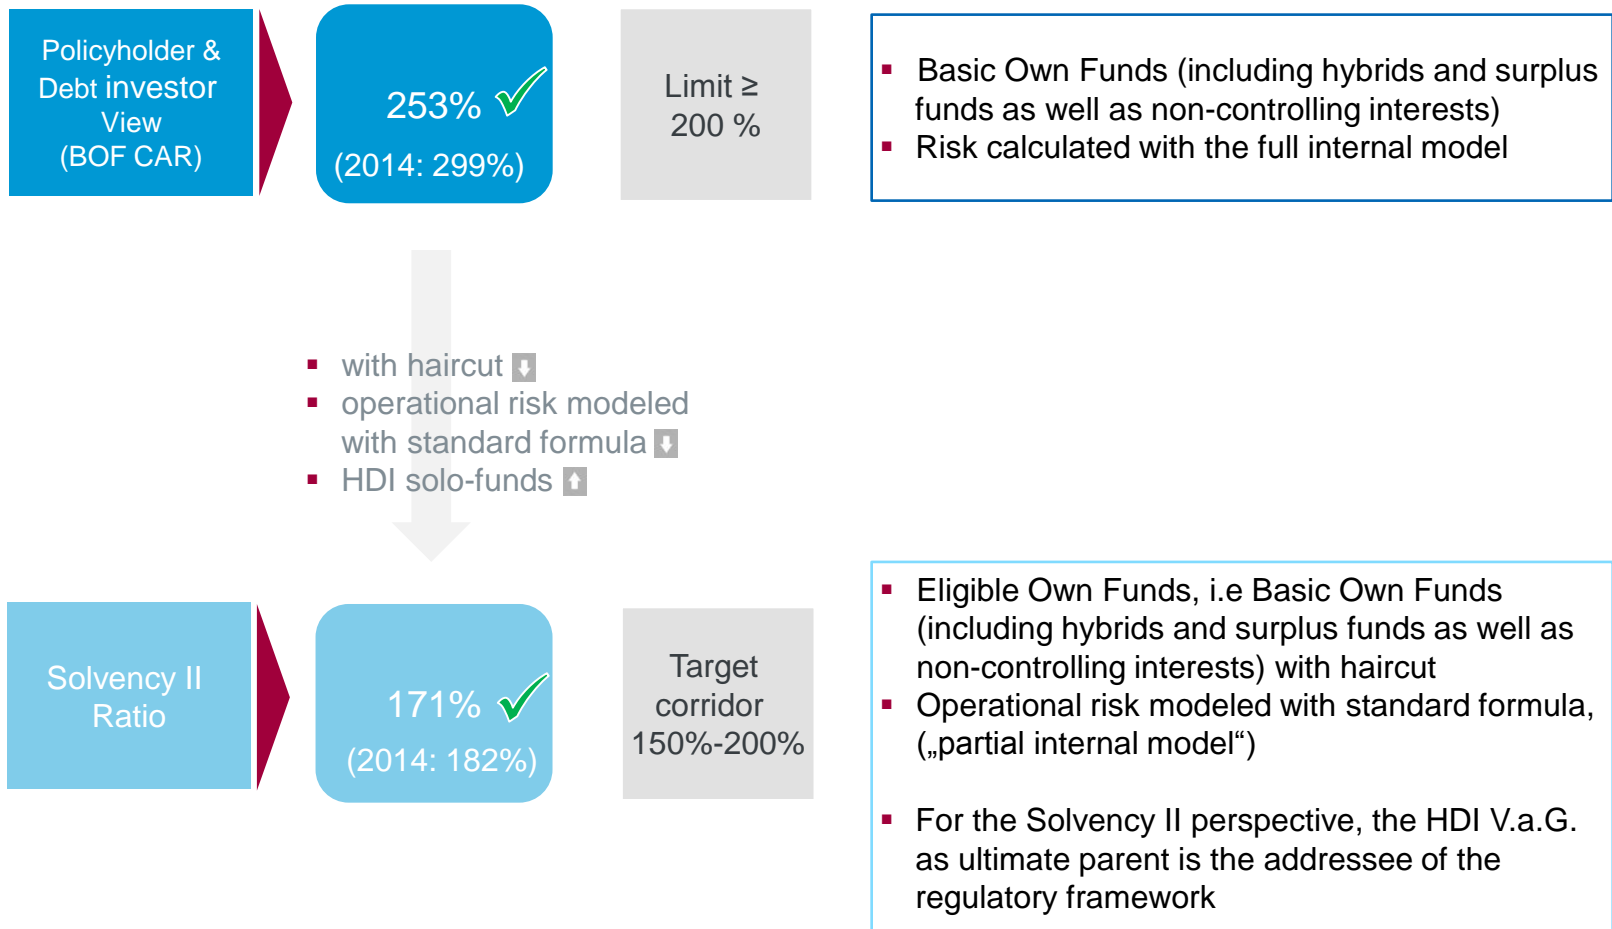 Policyholder &
Debt investor
View
(BOF CAR)
253%
(2014: 299%)
Limit ≥
200 %
▪ Basic Own Funds (including hybrids and surplus
funds as well as non-controlling interests)
▪ Risk calculated with the full internal model
▪ with haircut
▪ operational risk modeled
with standard formula
▪ HDI solo-funds
Solvency II
Ratio
171%
(2014: 182%)
Target
corridor
150%-200%
▪ Eligible Own Funds, i.e Basic Own Funds
(including hybrids and surplus funds as well as
non-controlling interests) with haircut
▪ Operational risk modeled with standard formula,
(„partial internal model“)
▪ For the Solvency II perspective, the HDI V.a.G.
as ultimate parent is the addressee of the
regulatory framework